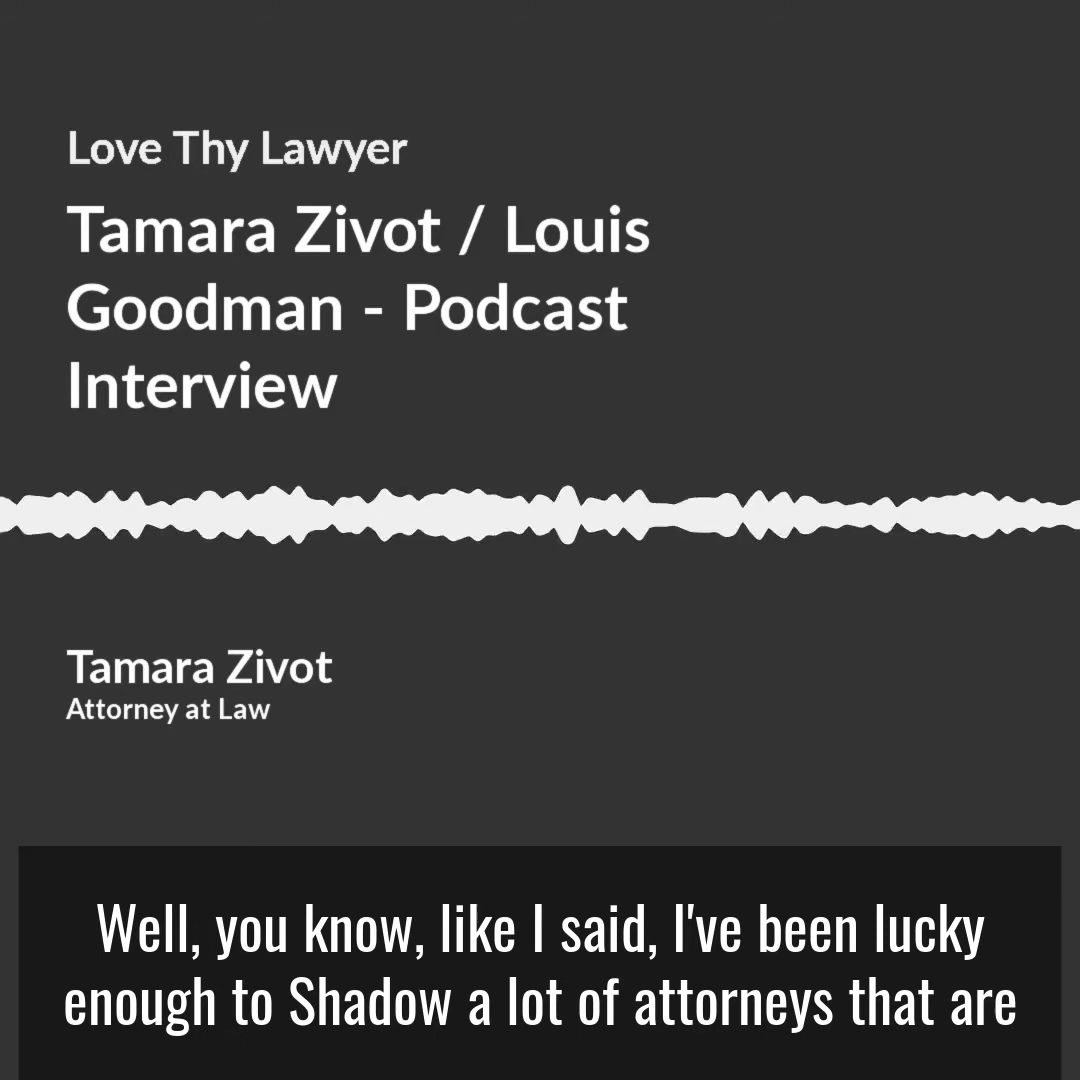 Love Thy Lawyer
Tamara Zivot / Louis
Goodman - Podcast
Interview
Tamara Zivot
Attorney at Law
Well, you know, like I said, I've been lucky
enough to Shadow a lot of attorneys that are